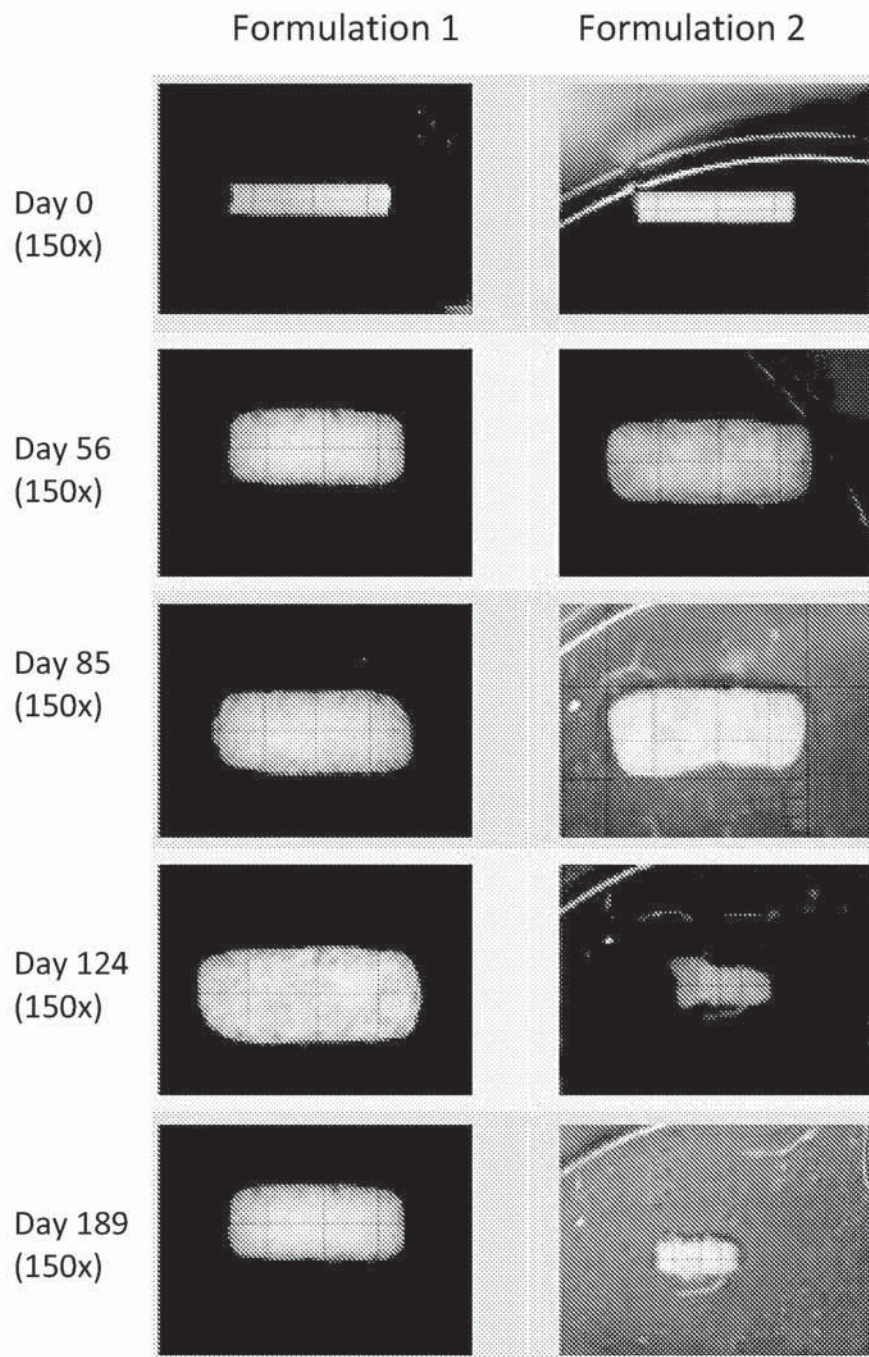 Formulation 1
Formulation 2
Day 0
(150x)
Day 56
(150x)
Day 85
(150x)
Day 124
(150x)
Day 189
(150x)